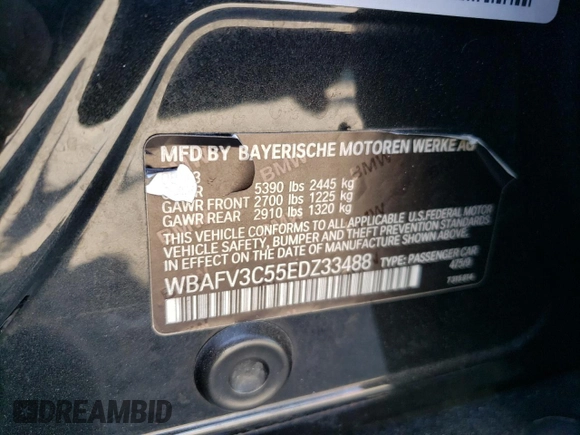 MFD BY BAYERISCHE MOTOREN WERKE AG
3
R 5390 lbs 2445 kg
GAWR FRONT 2700 lbs 1225 kg
GAWR REAR 2910 lbs 1320 kg
THIS VEHICLE CONFORMS TO ALL APPLICABLE U.S. FEDERAL MOTOR
VEHICLE SAFETY, BUMPER AND THEFT PREVENTION STANDARDS
IN EFFECT ON THE DATE OF MANUFACTURE SHOWN ABOVE.
WBAFV3C55EDZ33488 TYPE: PASSENGER CAR
DREAMBID